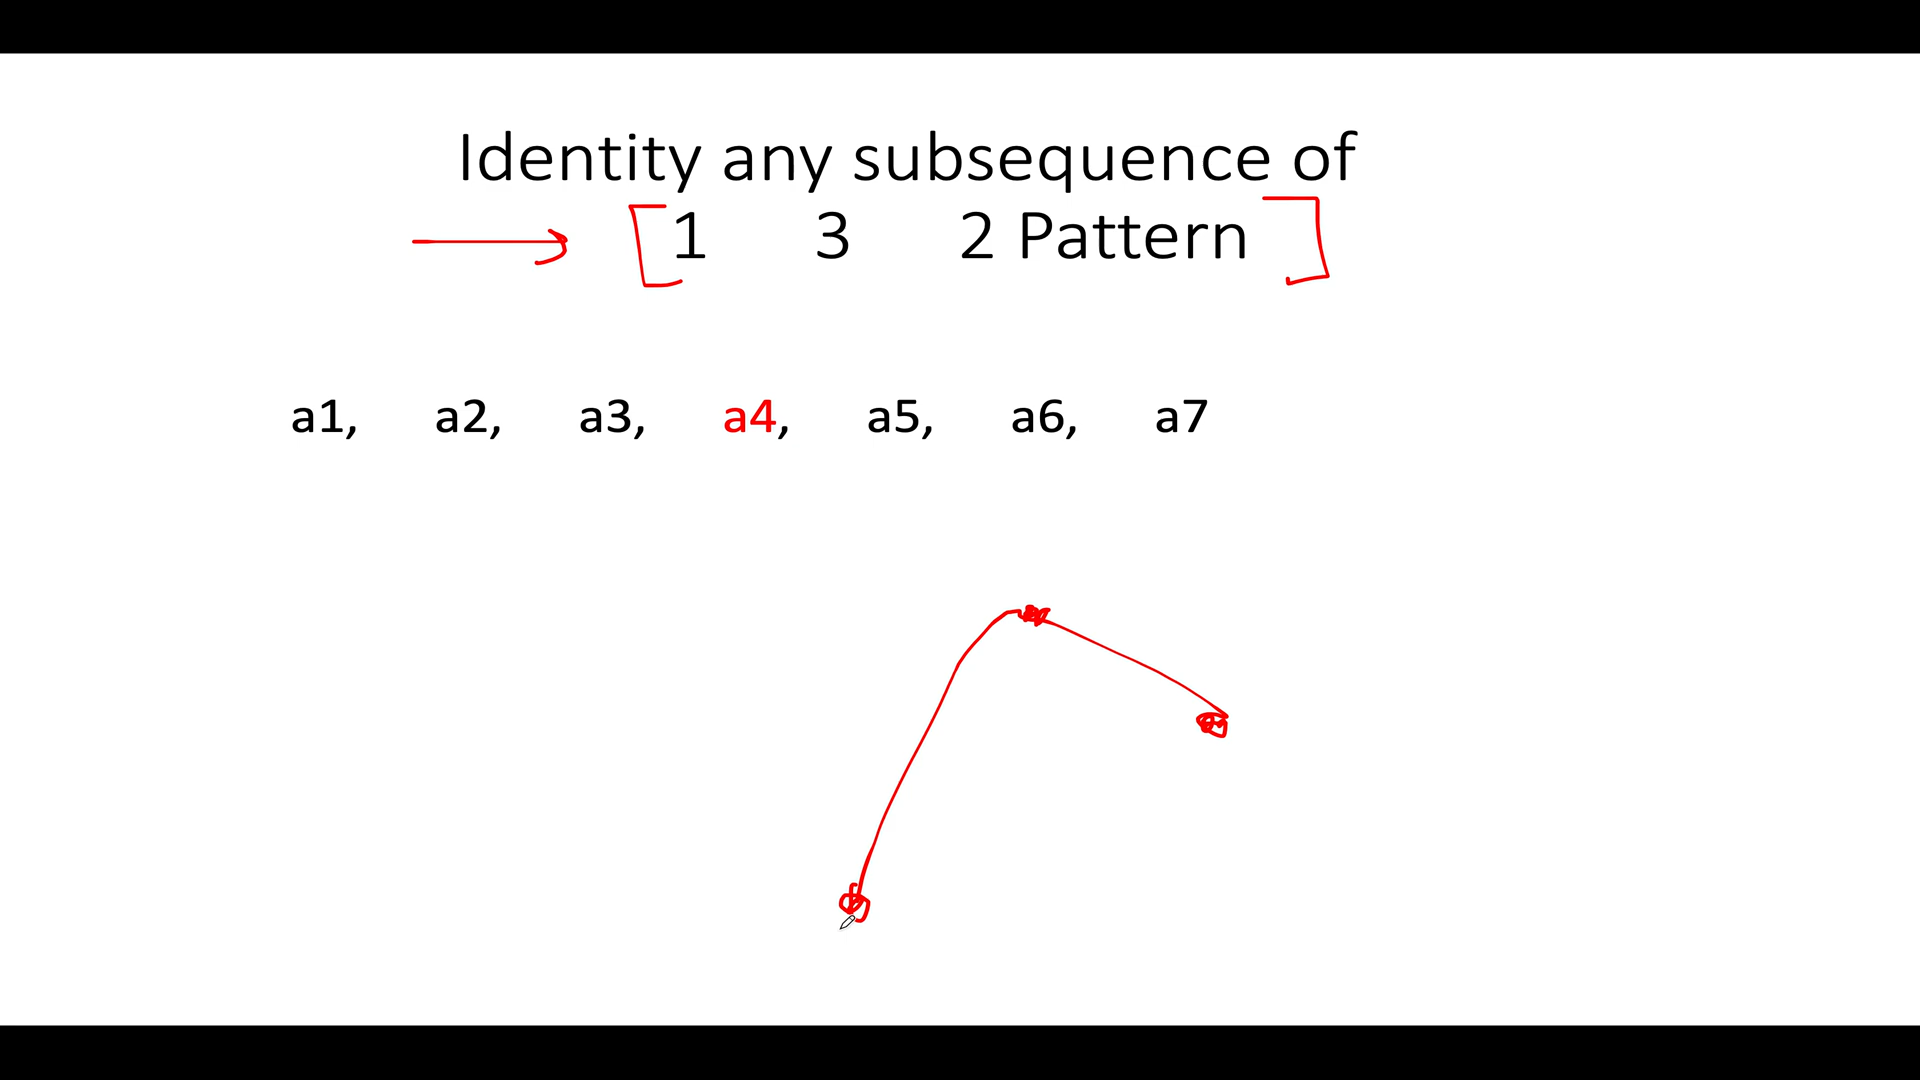 Identity any subsequence of
1 3 2 Pattern
a1, a2, a3, a4, a5, a6, a7